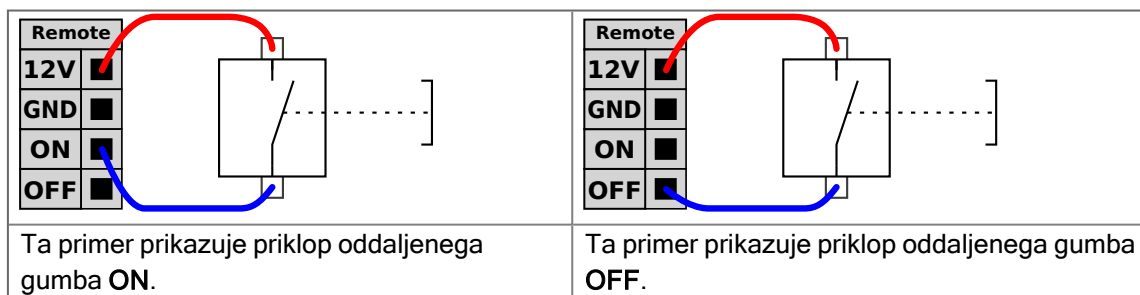 Remote
12V
GND
ON
OFF
Remote
12V
GND
ON
OFF
Ta primer prikazuje priklop oddaljenega
gumba ON.
Ta primer prikazuje priklop oddaljenega gumba
OFF.